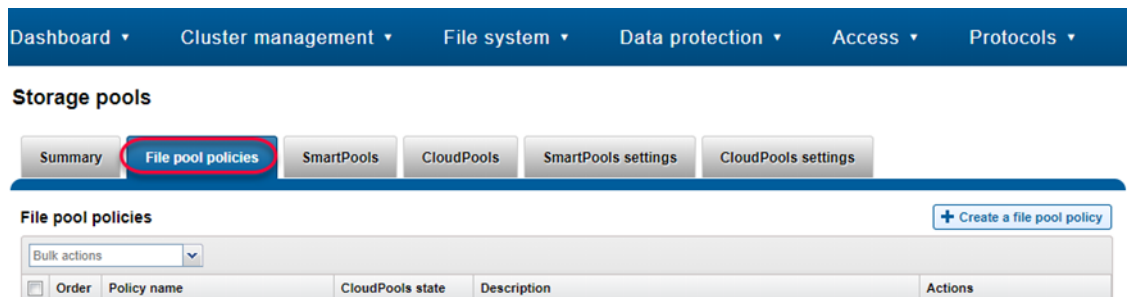 Dashboard Cluster management File system Data protection Access Protocols
Storage pools
Summary File pool policies SmartPools CloudPools SmartPools settings CloudPools settings
File pool policies + Create a file pool policy
Bulk actions
Order Policy name CloudPools state Description Actions